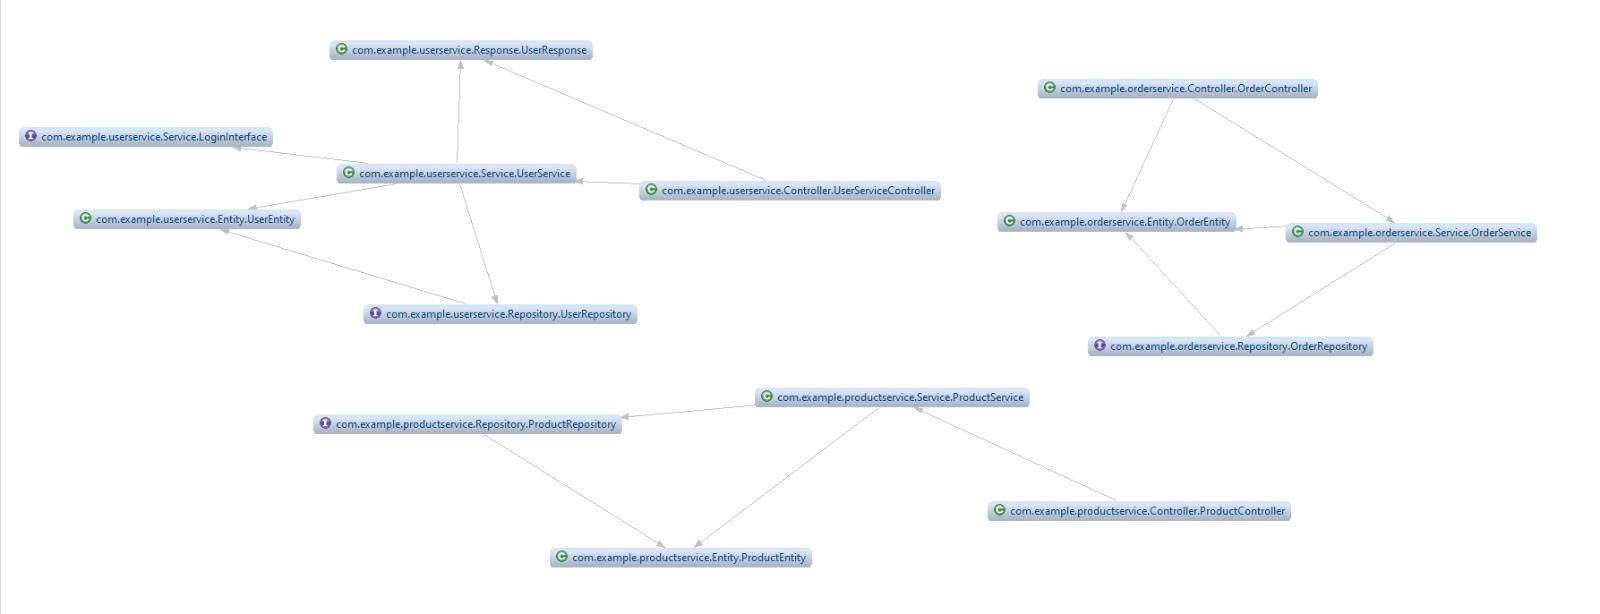 com.example.userservice.Response.UserResponse
com.example.orderservice.Controller.OrderController
I com.example.userservice.Service.LoginInterface
C com.example.userservice.Service.UserService
C com.example.userservice.Controller.UserServiceController
C com.example.userservice.Entity.UserEntity
C com.example.orderservice.Entity.OrderEntity
C com.example.orderservice.Service.OrderService
I com.example.userservice.Repository.UserRepository
I com.example.orderservice.Repository.OrderRepository
C com.example.productservice.Service.ProductService
I com.example.productservice.Repository.ProductRepository
C com.example.productservice.Controller.ProductController
C com.example.productservice.Entity.ProductEntity